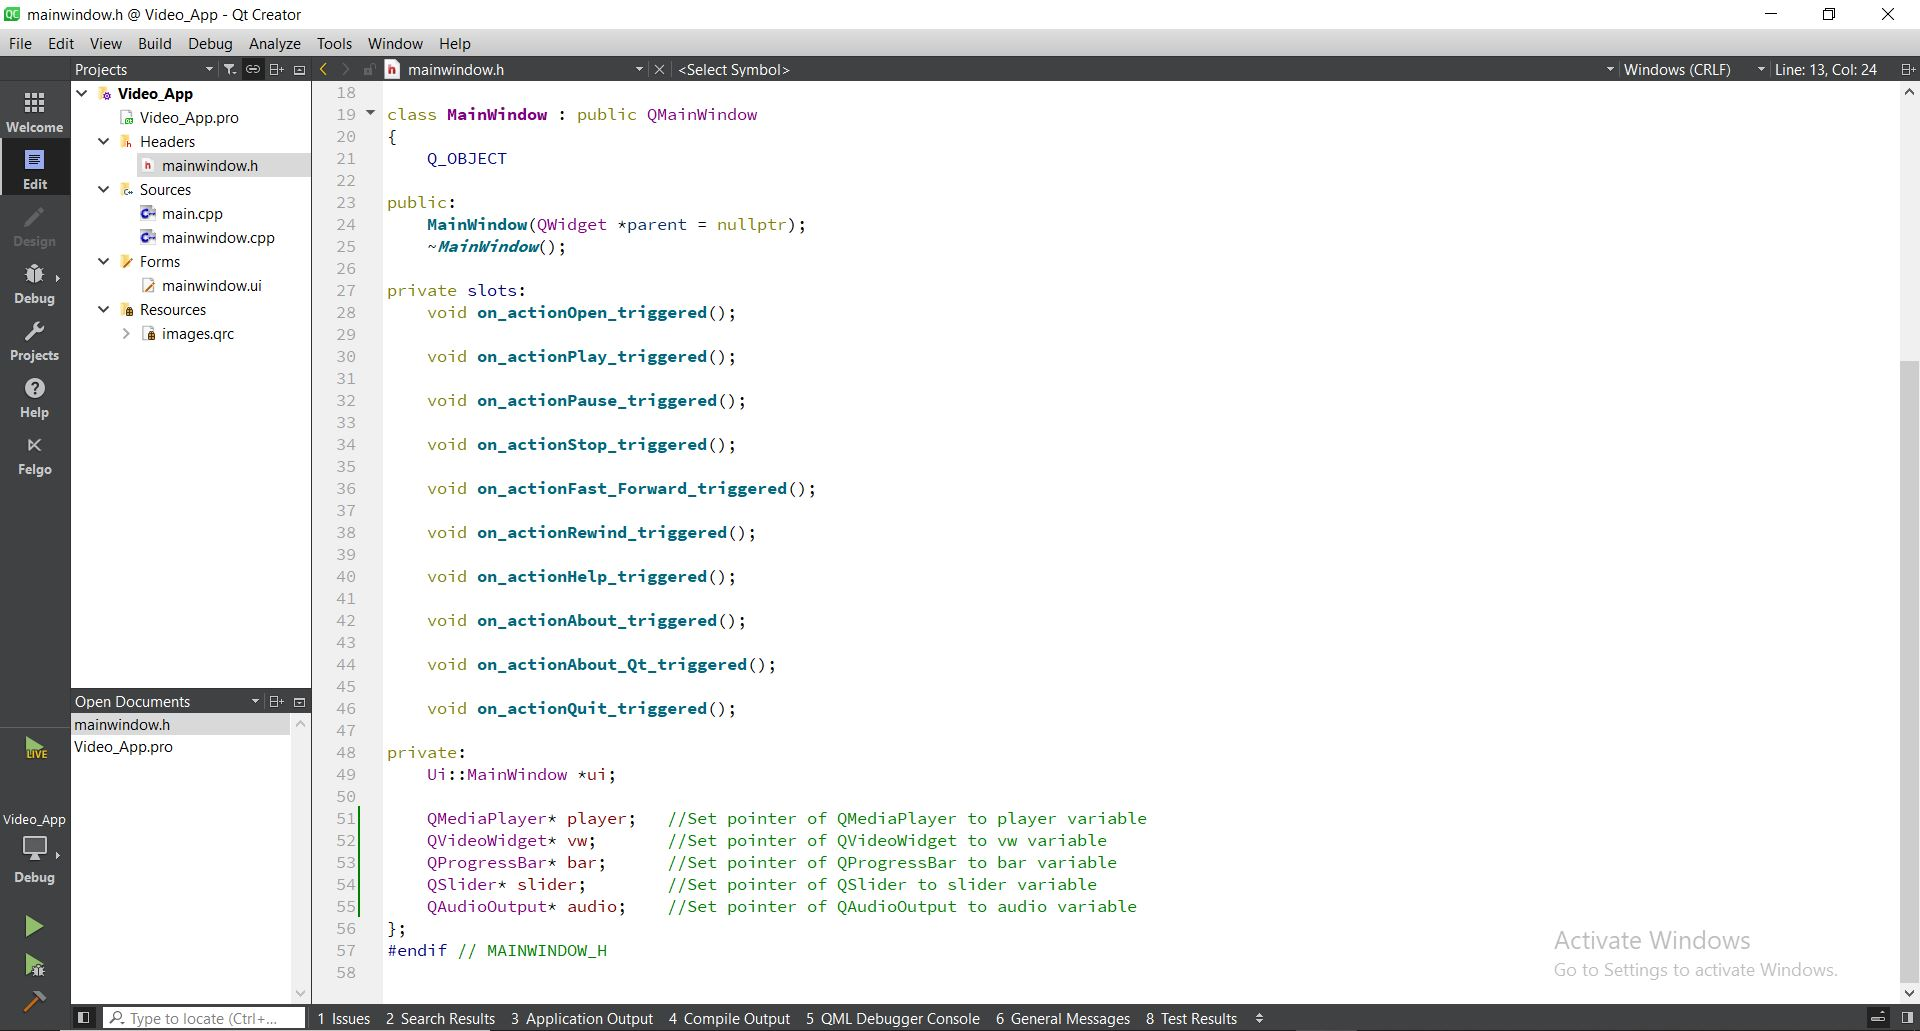 mainwindow.h @ Video_App - Qt Creator
File Edit View Build Debug Analyze Tools Window Help
Projects
mainwindow.h
<Select Symbol>
Windows (CRLF)
Line: 13, Col: 24
Welcome
Edit
Design
Debug
Projects
Help
Felgo
LIVE
Video_App
Debug
Video_App
Video_App.pro
Headers
mainwindow.h
Sources
main.cpp
mainwindow.cpp
Forms
mainwindow.ui
Resources
images.qrc
Open Documents
mainwindow.h
Video_App.pro
18
19 class MainWindow : public QMainWindow
20 {
21 Q_OBJECT
22
23 public:
24 MainWindow(QWidget *parent = nullptr);
25 ~MainWindow();
26
27 private slots:
28 void on_actionOpen_triggered();
29
30 void on_actionPlay_triggered();
31
32 void on_actionPause_triggered();
33
34 void on_actionStop_triggered();
35
36 void on_actionFast_Forward_triggered();
37
38 void on_actionRewind_triggered();
39
40 void on_actionHelp_triggered();
41
42 void on_actionAbout_triggered();
43
44 void on_actionAbout_Qt_triggered();
45
46 void on_actionQuit_triggered();
47
48 private:
49 Ui::MainWindow *ui;
50
51 QMediaPlayer* player; //Set pointer of QMediaPlayer to player variable
52 QVideoWidget* vw; //Set pointer of QVideoWidget to vw variable
53 QProgressBar* bar; //Set pointer of QProgressBar to bar variable
54 QSlider* slider; //Set pointer of QSlider to slider variable
55 QAudioOutput* audio; //Set pointer of QAudioOutput to audio variable
56 };
57 #endif // MAINWINDOW_H
58
Activate Windows
Go to Settings to activate Windows.
Type to locate (Ctrl+...
1 Issues 2 Search Results 3 Application Output 4 Compile Output 5 QML Debugger Console 6 General Messages 8 Test Results